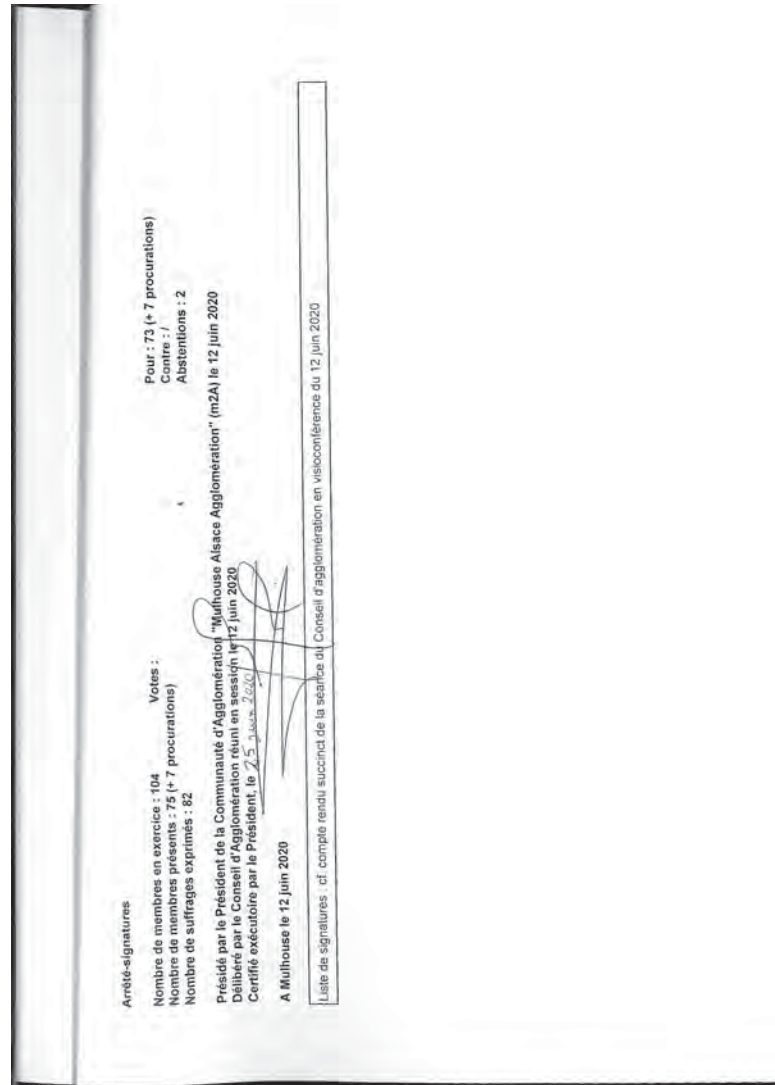 Arrêté-signatures
Nombre de membres en exercice : 104 Votes :
Nombre de membres présents : 75 (+ 7 procurations) Pour : 73 (+ 7 procurations)
Nombre de suffrages exprimés : 82 Contre : /
Abstentions : 2
Présidé par le Président de la Communauté d'Agglomération "Mulhouse Alsace Agglomération" (m2A) le 12 juin 2020
Délibéré par le Conseil d'Agglomération réuni en session le 12 juin 2020
Certifié exécutoire par le Président, le 25 juin 2020
A Mulhouse le 12 juin 2020
Liste de signatures : cf. compte rendu succinct de la séance du Conseil d'agglomération en visioconférence du 12 juin 2020